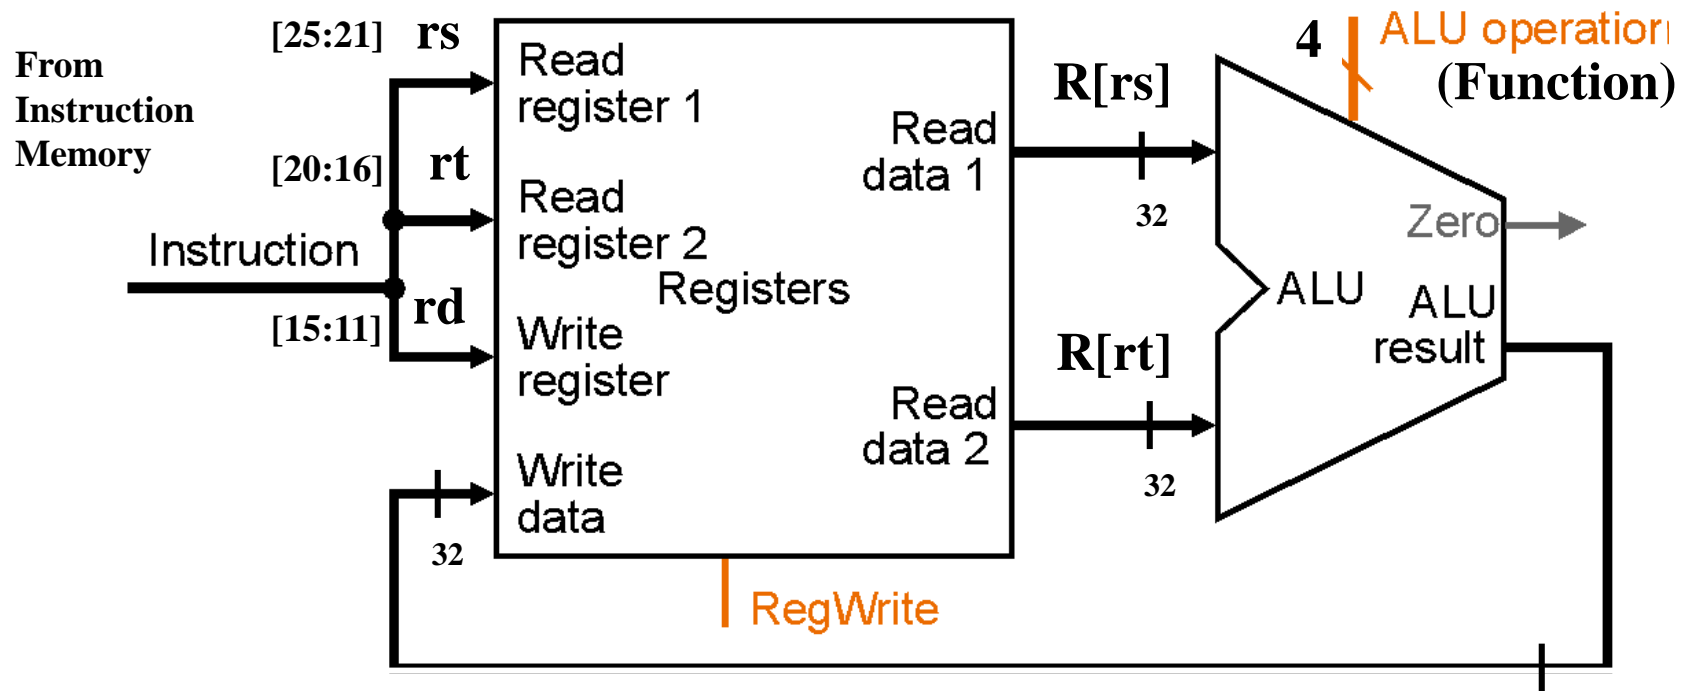 From
Instruction
Memory
[25:21] rs
[20:16] rt
Instruction
[15:11] rd
Read
register 1
Read
register 2
Registers
Write
register
Write
data
32
RegWrite
Read
data 1
Read
data 2
R[rs]
32
R[rt]
32
4
ALU operation
(Function)
Zero
ALU
ALU
result